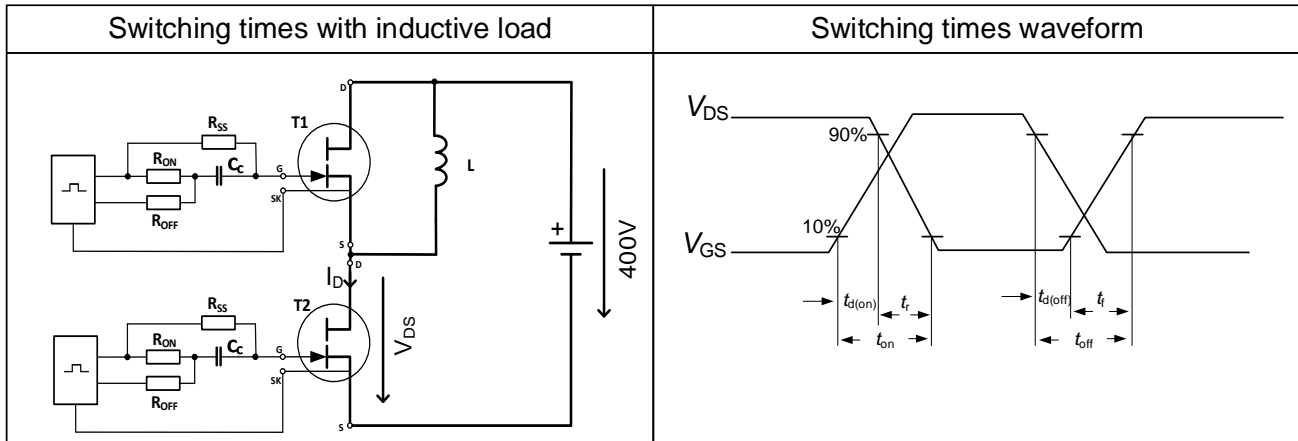 Switching times with inductive load
Switching times waveform
D
T1
R_SS
R_ON
C_C
G
SK
R_OFF
L
S
D
+
400V
I_D
T2
V_DS
R_SS
R_ON
C_C
G
SK
R_OFF
S
V_DS
90%
10%
V_GS
t_d(on)
t_r
t_d(off)
t_f
t_on
t_off